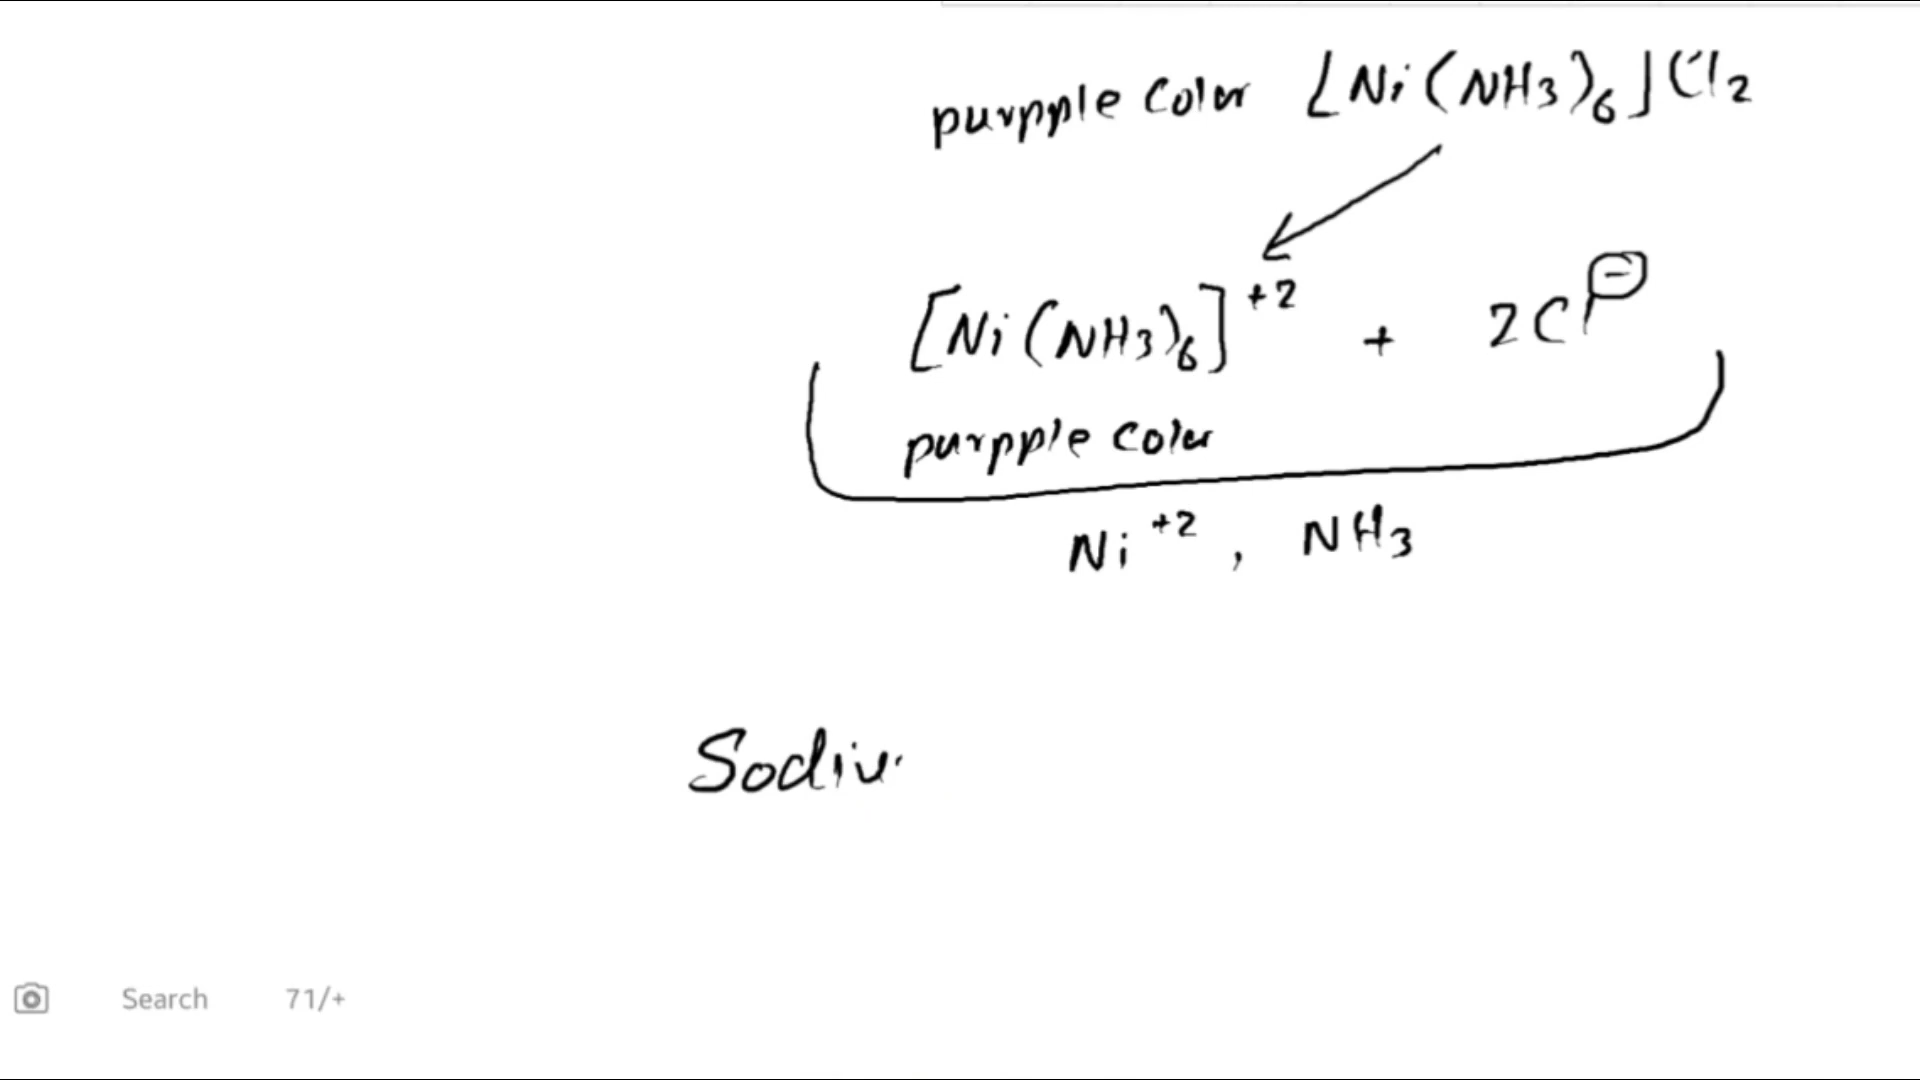 purpple Color [Ni(NH3)6]Cl2
[Ni(NH3)6]+2 + 2Cl⊖
purpple Color
Ni+2, NH3
Sodiu
Search 71/+